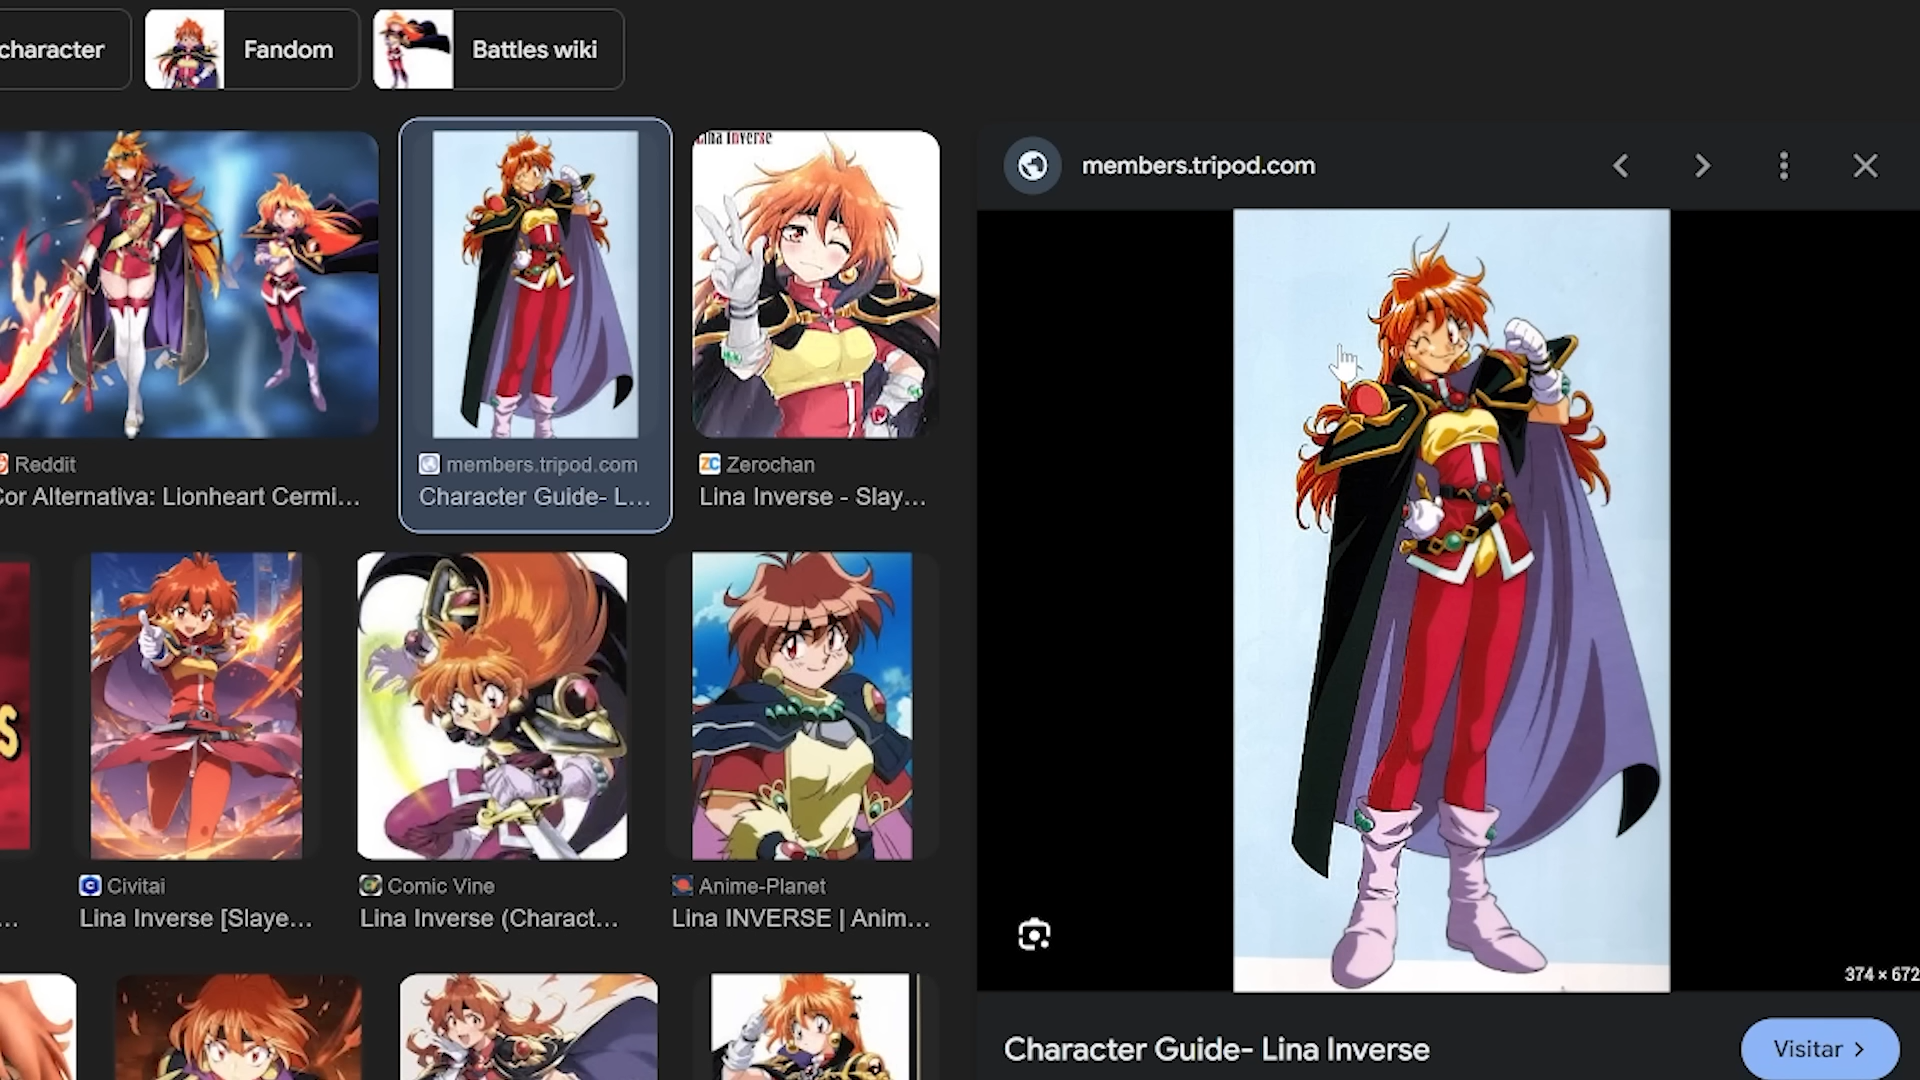 character
Fandom
Battles wiki
Lina Inverse
members.tripod.com
Reddit
members.tripod.com
Zerochan
Cor Alternativa: Lionheart Cermi...
Character Guide- L...
Lina Inverse - Slay...
S
Civitai
Comic Vine
Anime-Planet
...
Lina Inverse [Slaye...
Lina Inverse (Charact...
Lina INVERSE | Anim...
374 × 672
Character Guide- Lina Inverse
Visitar